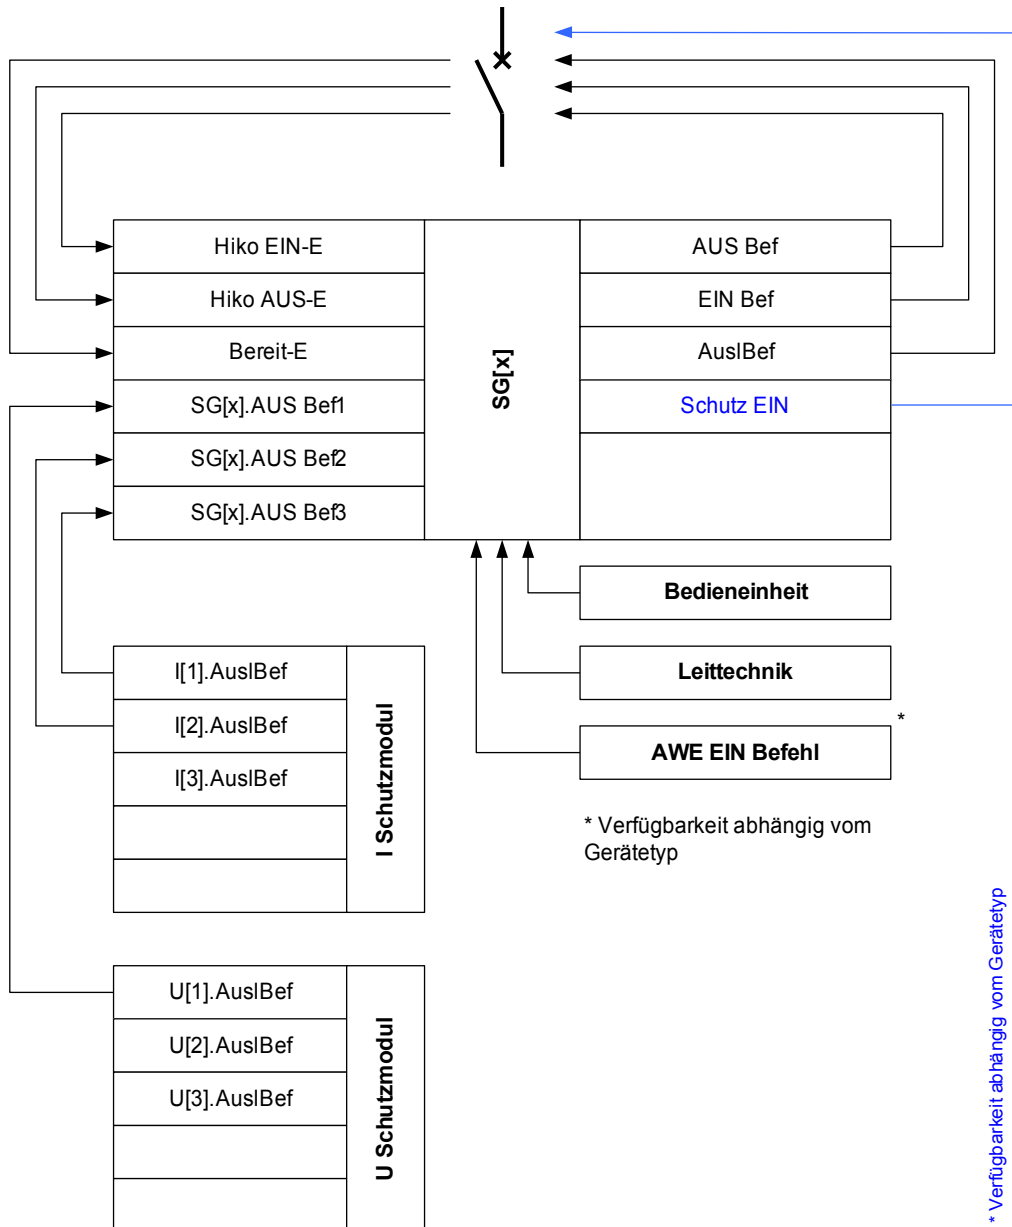 Hiko EIN-E
Hiko AUS-E
Bereit-E
SG[x].AUS Bef1
SG[x].AUS Bef2
SG[x].AUS Bef3
SG[x]
AUS Bef
EIN Bef
AuslBef
Schutz EIN
Bedieneinheit
Leittechnik
*
AWE EIN Befehl
* Verfügbarkeit abhängig vom
Gerätetyp
I[1].AuslBef
I[2].AuslBef
I[3].AuslBef
I Schutzmodul
U[1].AuslBef
U[2].AuslBef
U[3].AuslBef
U Schutzmodul
* Verfügbarkeit abhängig vom Gerätetyp